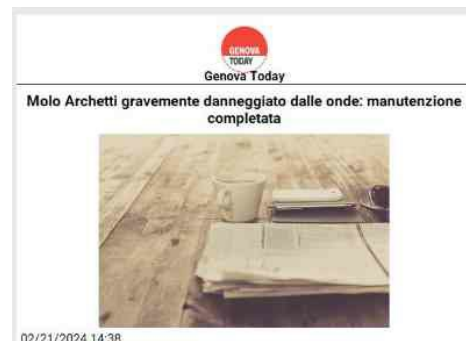 GENOVA
TODAY
Genova Today
Molo Archetti gravemente danneggiato dalle onde: manutenzione
completata
02/21/2024 14:38